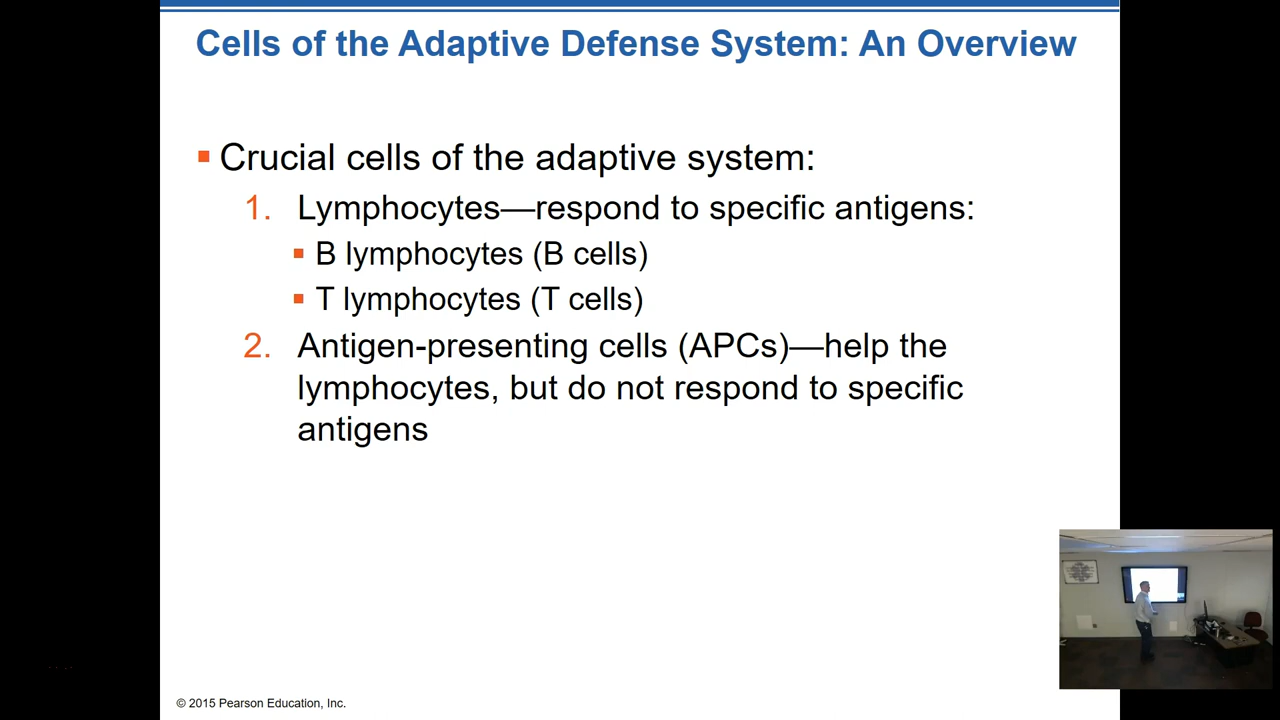 Cells of the Adaptive Defense System: An Overview
Crucial cells of the adaptive system:
1. Lymphocytes—respond to specific antigens:
B lymphocytes (B cells)
T lymphocytes (T cells)
2. Antigen-presenting cells (APCs)—help the
lymphocytes, but do not respond to specific
antigens
© 2015 Pearson Education, Inc.